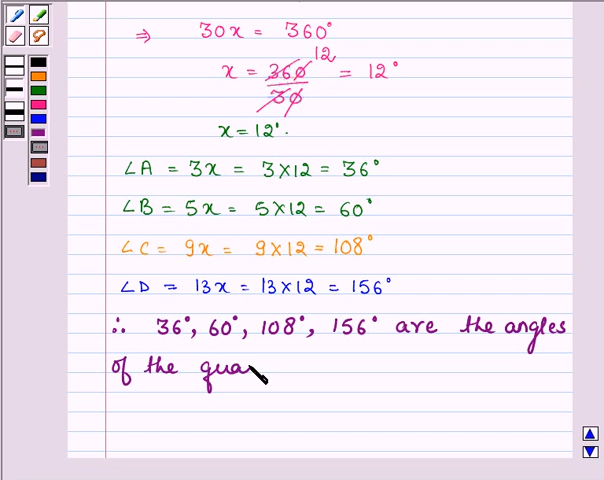 ⇒ 30x = 360°
x = 360/30 12 = 12°
x = 12°.
∠A = 3x = 3×12 = 36°
∠B = 5x = 5×12 = 60°
∠C = 9x = 9×12 = 108°
∠D = 13x = 13×12 = 156°
∴ 36°, 60°, 108°, 156° are the angles
of the qua